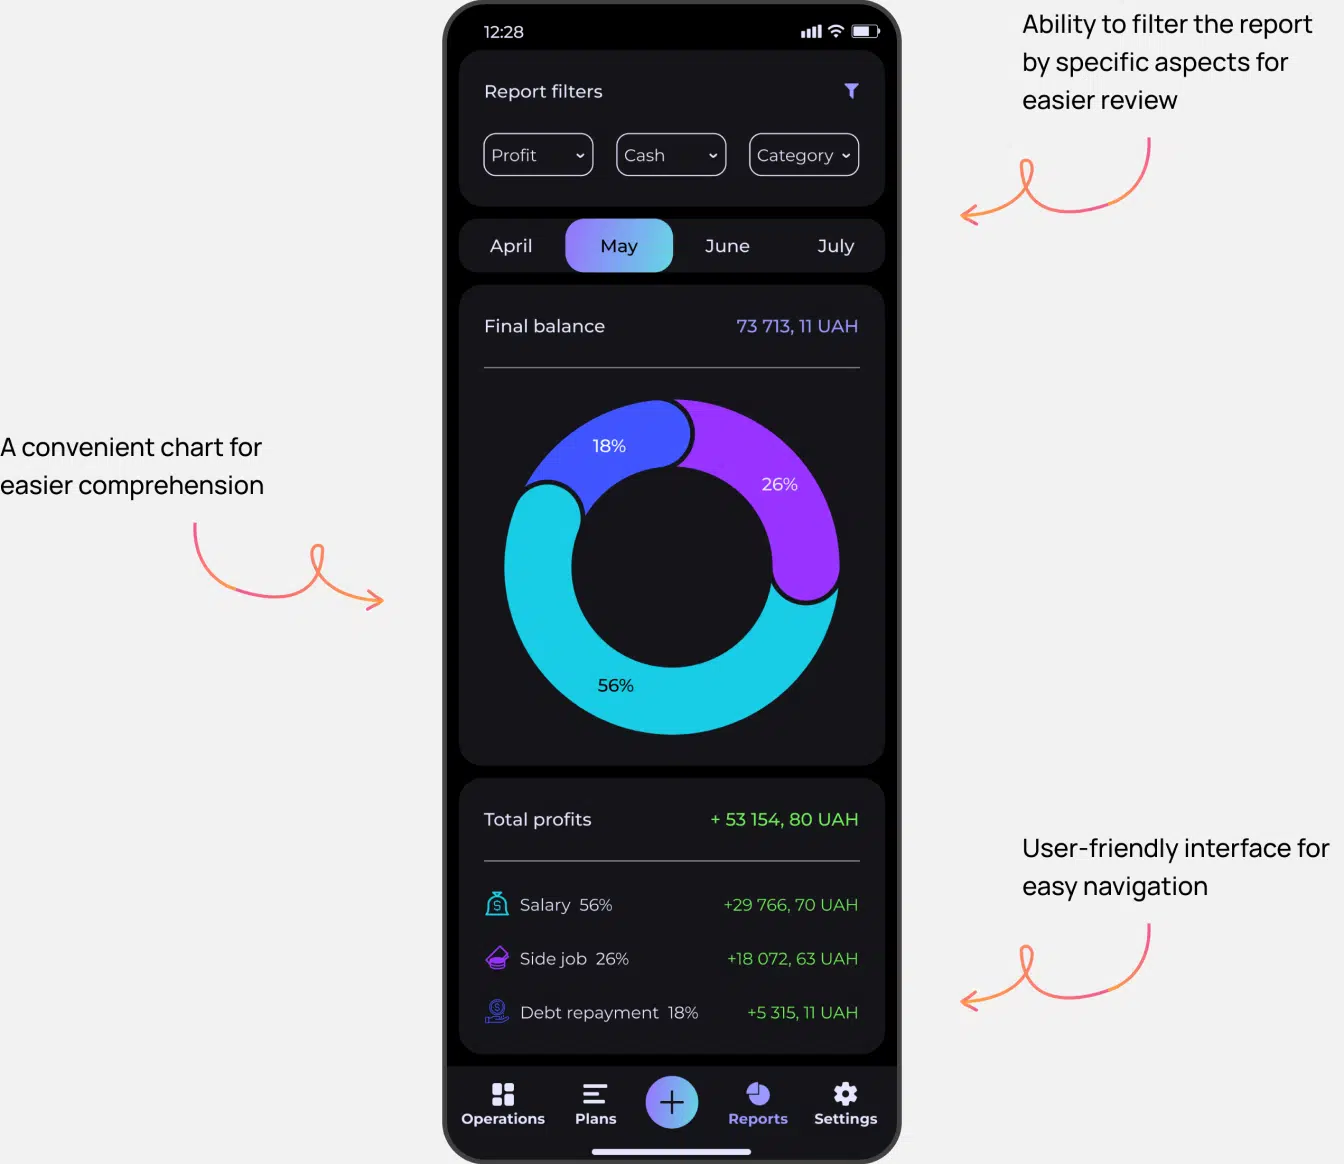 Ability to filter the report
by specific aspects for
easier review
12:28
Report filters
Profit
Cash
Category
April
May
June
July
Final balance
73 713, 11 UAH
18%
26%
56%
A convenient chart for
easier comprehension
Total profits
+ 53 154, 80 UAH
Salary 56%
+29 766, 70 UAH
Side job 26%
+18 072, 63 UAH
Debt repayment 18%
+5 315, 11 UAH
User-friendly interface for
easy navigation
Operations
Plans
Reports
Settings